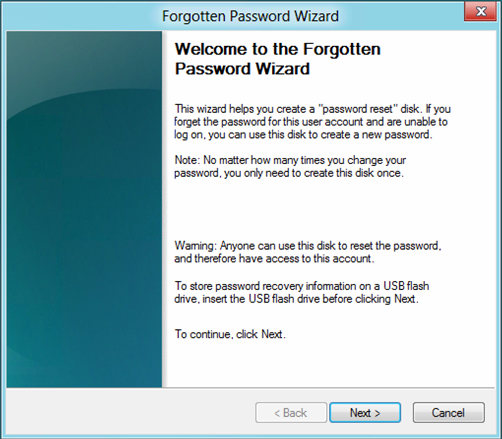 Forgotten Password Wizard
Welcome to the Forgotten
Password Wizard
This wizard helps you create a "password reset" disk. If you
forget the password for this user account and are unable to
log on, you can use this disk to create a new password.
Note: No matter how many times you change your
password, you only need to create this disk once.
Warning: Anyone can use this disk to reset the password,
and therefore have access to this account.
To store password recovery information on a USB flash
drive, insert the USB flash drive before clicking Next.
To continue, click Next.
< Back Next > Cancel